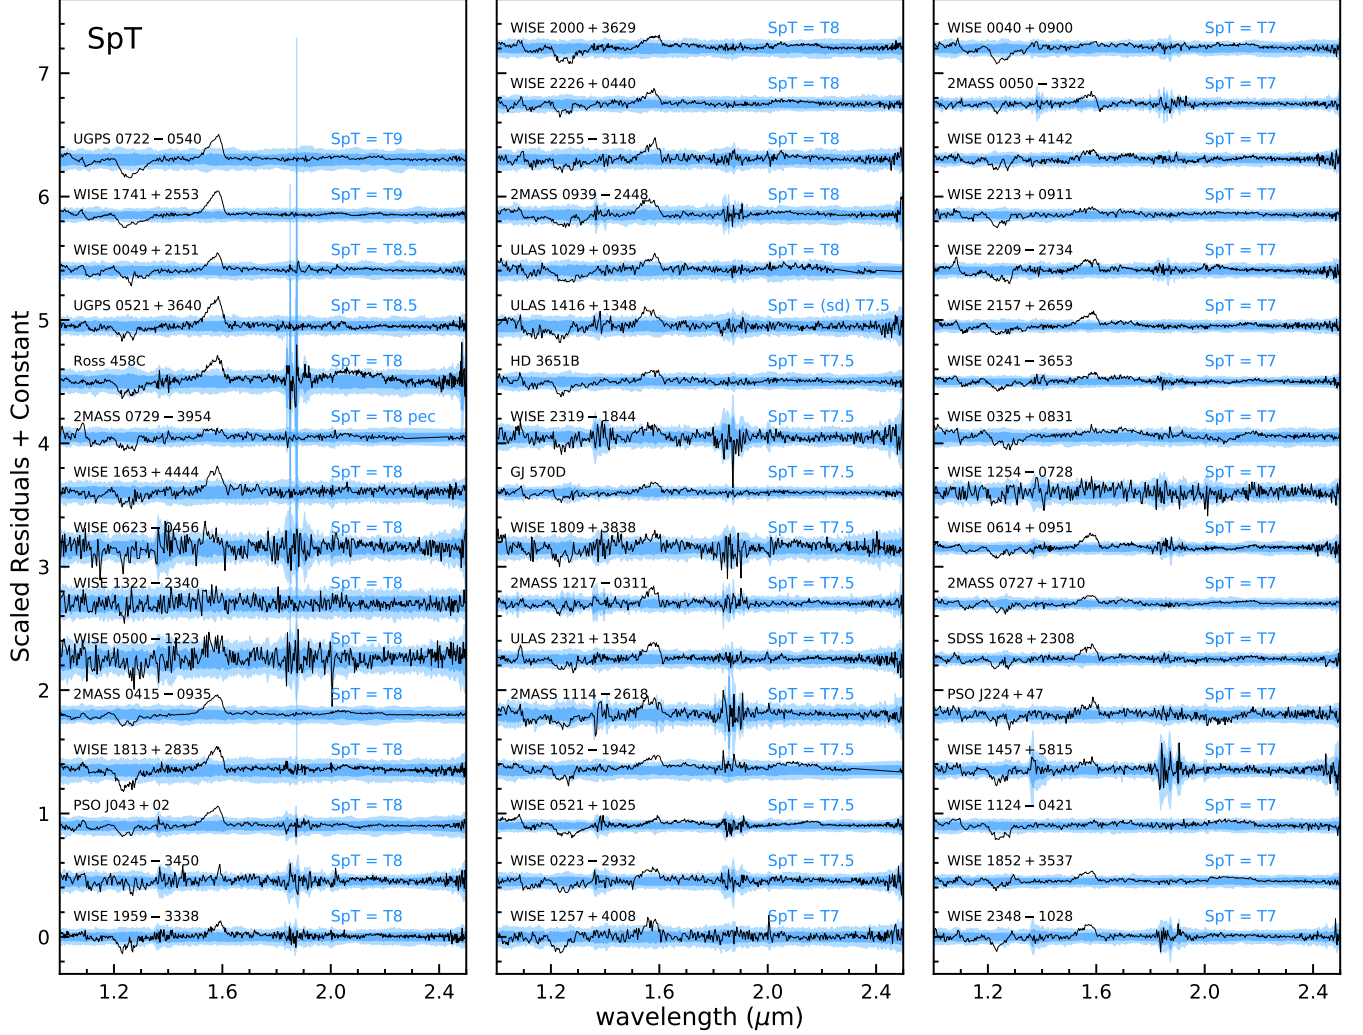 SpT
Scaled Residuals + Constant
7
6
5
4
3
2
1
0
UGPS 0722−0540 SpT = T9
WISE 1741+2553 SpT = T9
WISE 0049+2151 SpT = T8.5
UGPS 0521+3640 SpT = T8.5
Ross 458C SpT = T8
2MASS 0729−3954 SpT = T8 pec
WISE 1653+4444 SpT = T8
WISE 0623−0456 SpT = T8
WISE 1322−2340 SpT = T8
WISE 0500−1223 SpT = T8
2MASS 0415−0935 SpT = T8
WISE 1813+2835 SpT = T8
PSO J043+02 SpT = T8
WISE 0245−3450 SpT = T8
WISE 1959−3338 SpT = T8
1.2 1.6 2.0 2.4
WISE 2000+3629 SpT = T8
WISE 2226+0440 SpT = T8
WISE 2255−3118 SpT = T8
2MASS 0939−2448 SpT = T8
ULAS 1029+0935 SpT = T8
ULAS 1416+1348 SpT = (sd) T7.5
HD 3651B SpT = T7.5
WISE 2319−1844 SpT = T7.5
GJ 570D SpT = T7.5
WISE 1809+3838 SpT = T7.5
2MASS 1217−0311 SpT = T7.5
ULAS 2321+1354 SpT = T7.5
2MASS 1114−2618 SpT = T7.5
WISE 1052−1942 SpT = T7.5
WISE 0521+1025 SpT = T7.5
WISE 0223−2932 SpT = T7.5
WISE 1257+4008 SpT = T7
1.2 1.6 2.0 2.4
WISE 0040+0900 SpT = T7
2MASS 0050−3322 SpT = T7
WISE 0123+4142 SpT = T7
WISE 2213+0911 SpT = T7
WISE 2209−2734 SpT = T7
WISE 2157+2659 SpT = T7
WISE 0241−3653 SpT = T7
WISE 0325+0831 SpT = T7
WISE 1254−0728 SpT = T7
WISE 0614+0951 SpT = T7
2MASS 0727+1710 SpT = T7
SDSS 1628+2308 SpT = T7
PSO J224+47 SpT = T7
WISE 1457+5815 SpT = T7
WISE 1124−0421 SpT = T7
WISE 1852+3537 SpT = T7
WISE 2348−1028 SpT = T7
1.2 1.6 2.0 2.4
wavelength (μm)